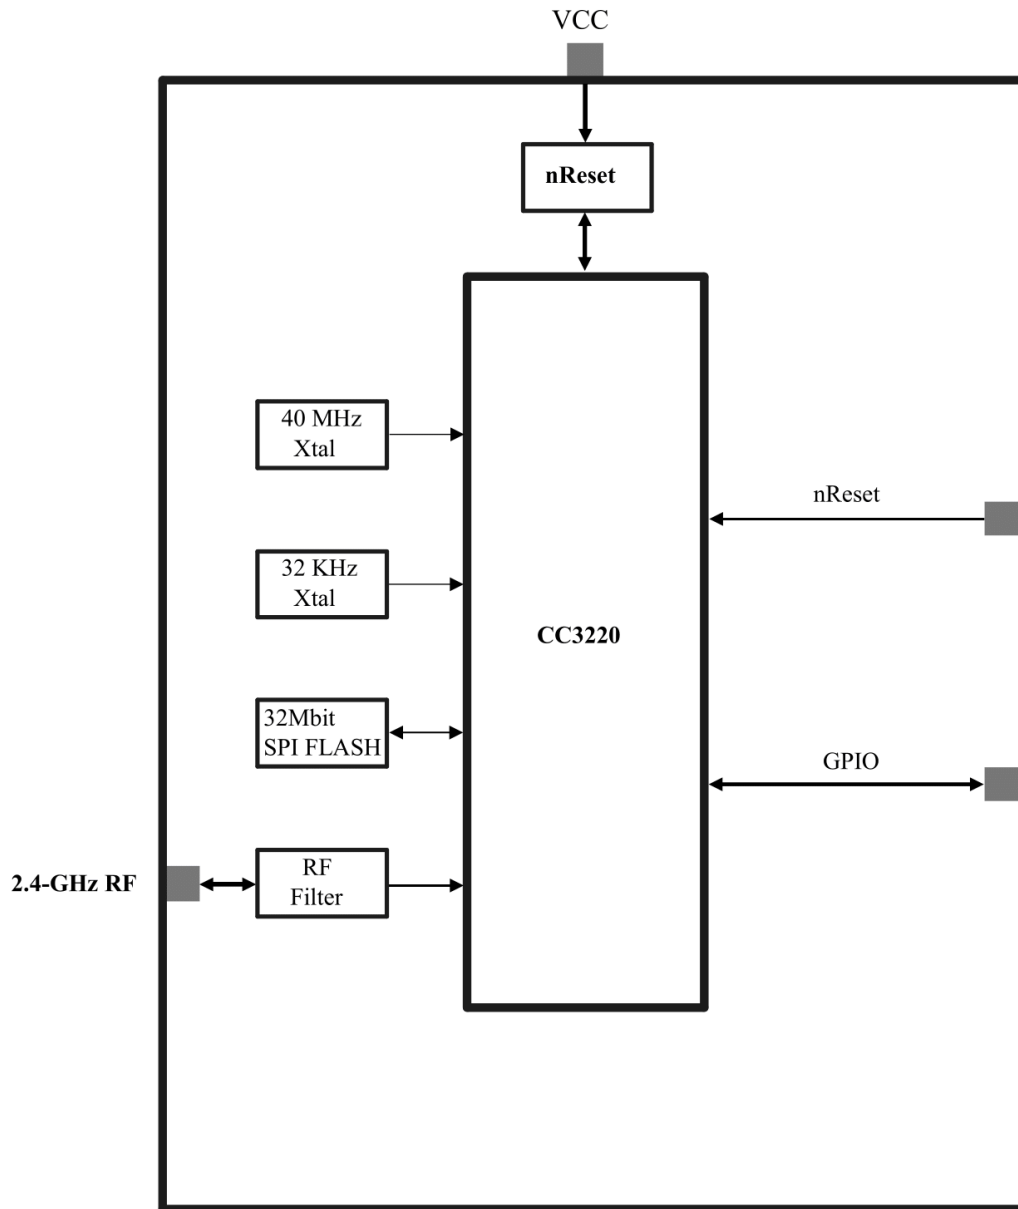 VCC
nReset
40 MHz
Xtal
nReset
32 KHz
Xtal
CC3220
32Mbit
SPI FLASH
GPIO
RF
Filter
2.4-GHz RF